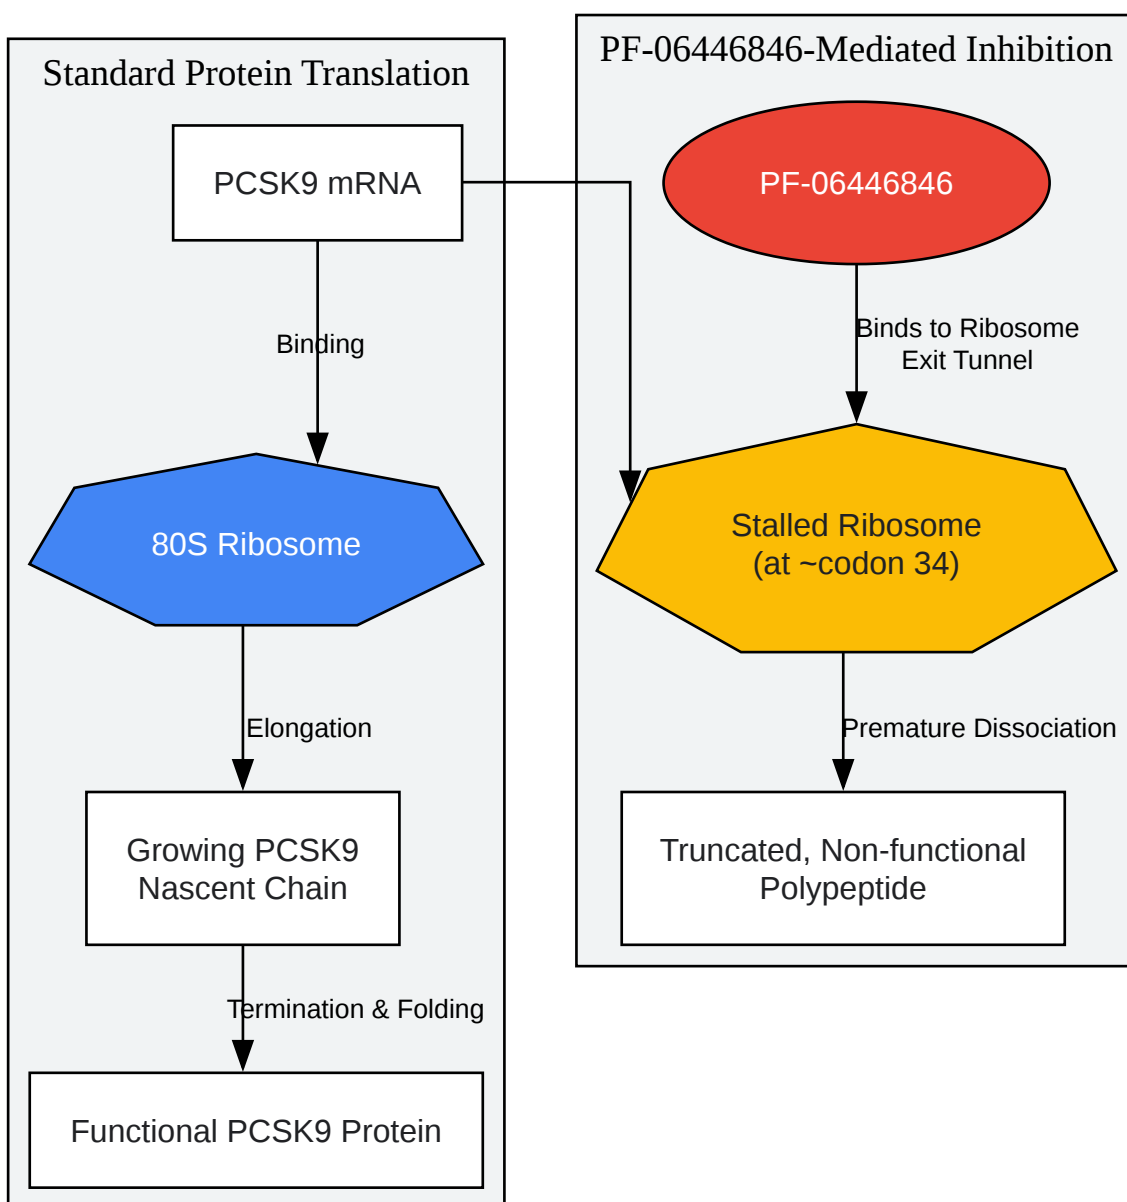 Standard Protein Translation
PCSK9 mRNA
Binding
80S Ribosome
Elongation
Growing PCSK9
Nascent Chain
Termination & Folding
Functional PCSK9 Protein
PF-06446846-Mediated Inhibition
PF-06446846
Binds to Ribosome
Exit Tunnel
Stalled Ribosome
(at ~codon 34)
Premature Dissociation
Truncated, Non-functional
Polypeptide